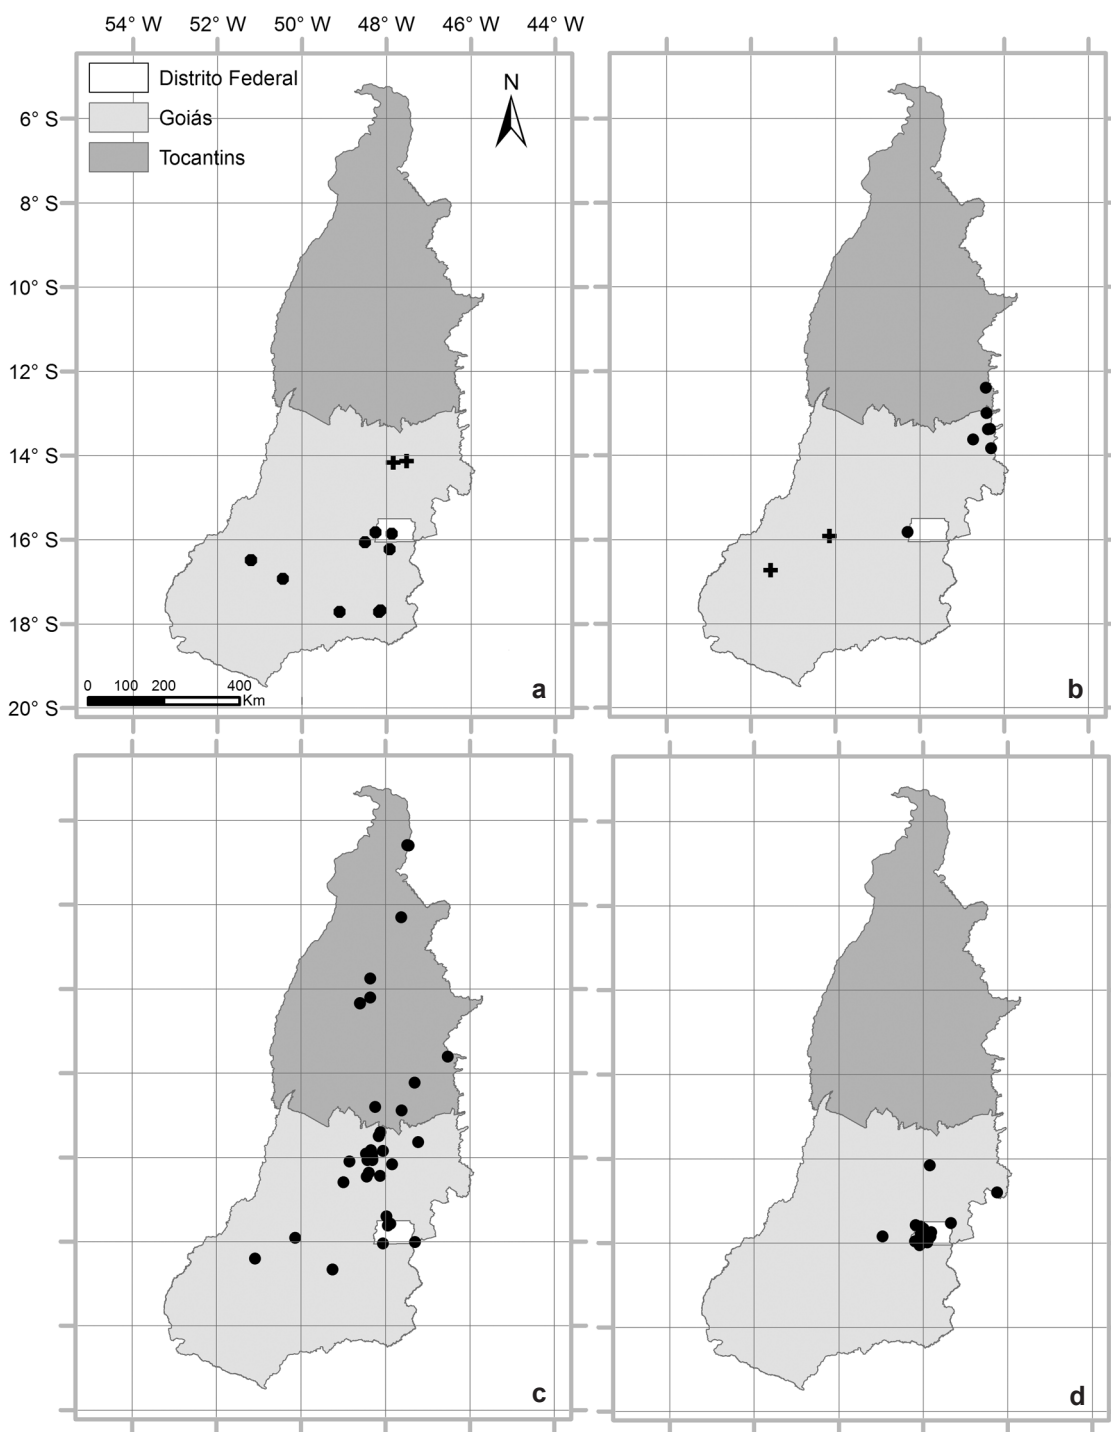 54° W 52° W 50° W 48° W 46° W 44° W
Distrito Federal
N
Goiás
6° S
Tocantins
8° S
10° S
12° S
14° S
16° S
18° S
0 100 200 400
Km
a
b
20° S
c
d